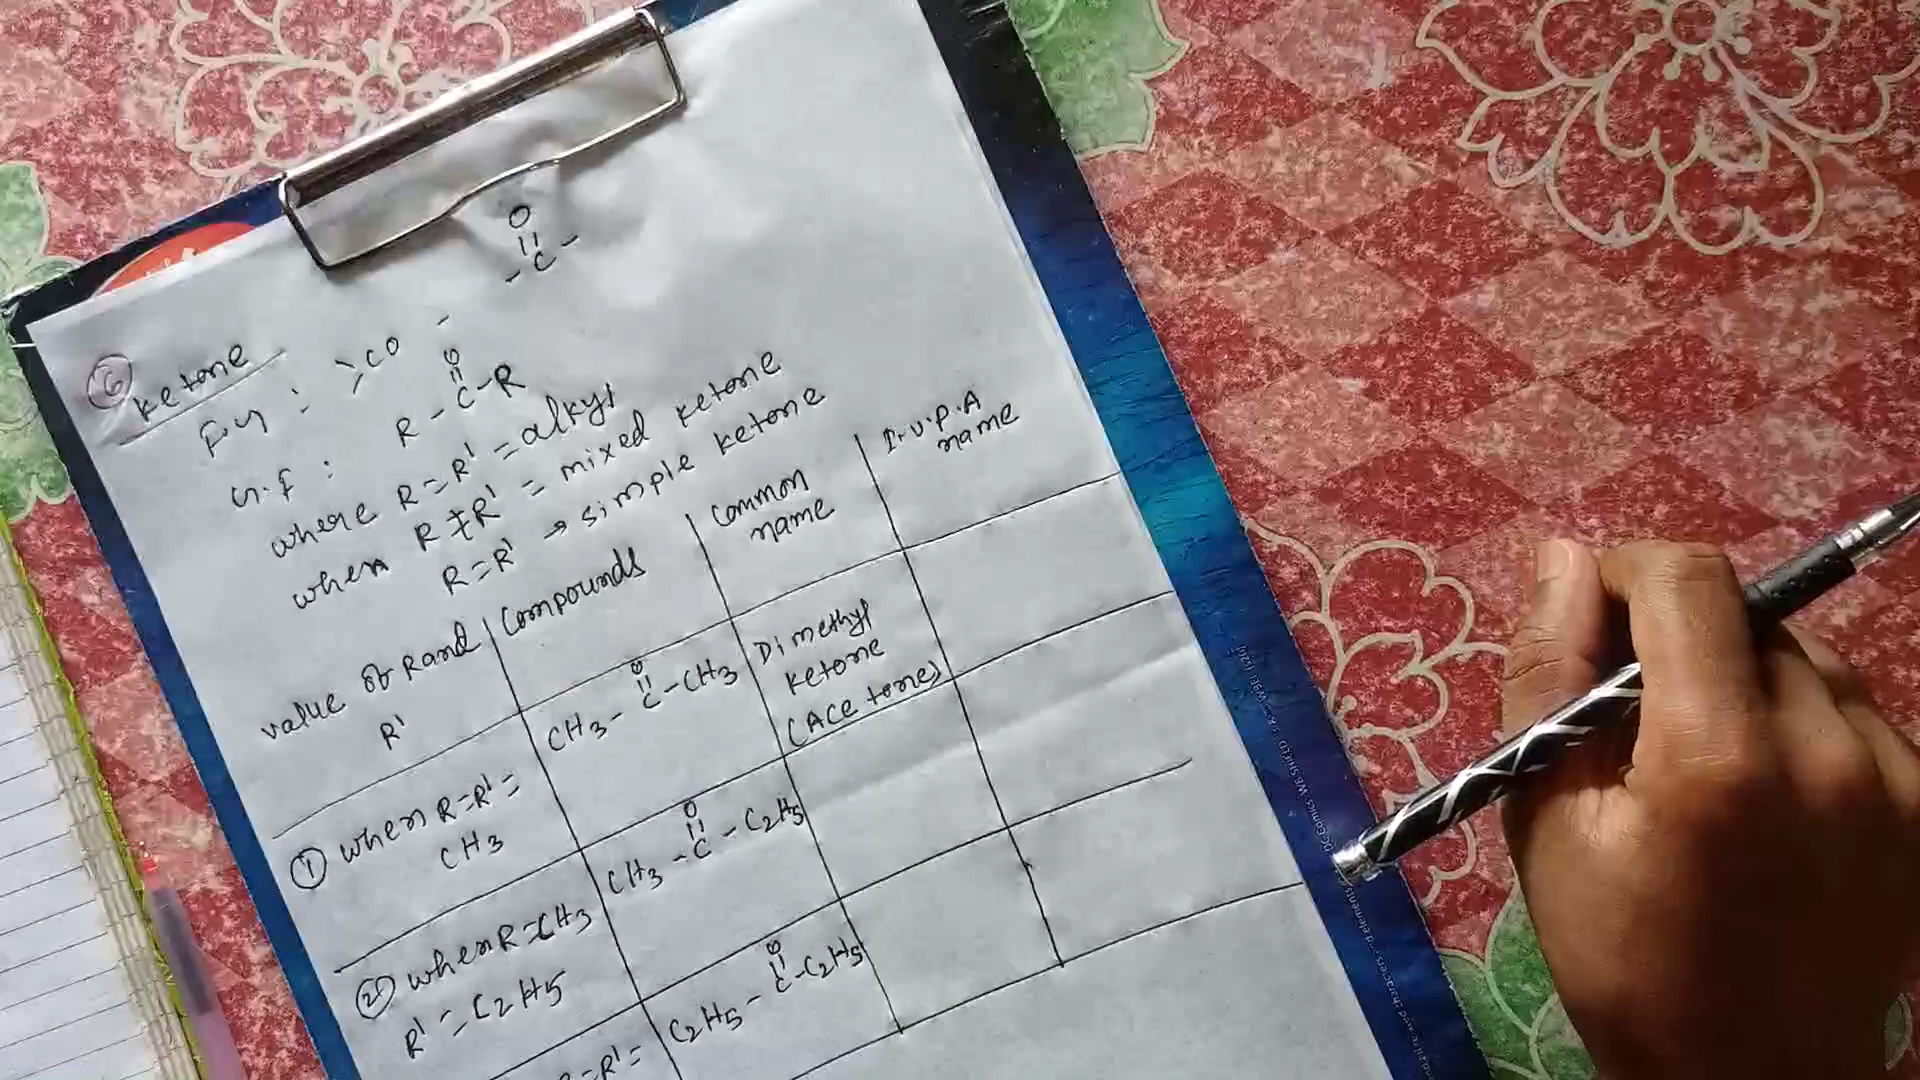 O
||
- C -
⑥ Ketone
F.G : >CO -
O
||
G.F : R - C - R
where R = R' = alkyl
when R ≠ R' = mixed ketone
R = R' → simple ketone
value of R and R'
Compounds
Common name
I.U.P.A name
① when R=R'= CH3
O
||
CH3 - C - CH3
Dimethyl ketone (Acetone)
② when R=CH3
R' = C2H5
O
||
CH3 - C - C2H5
R=R'=
O
||
C2H5 - C - C2H5